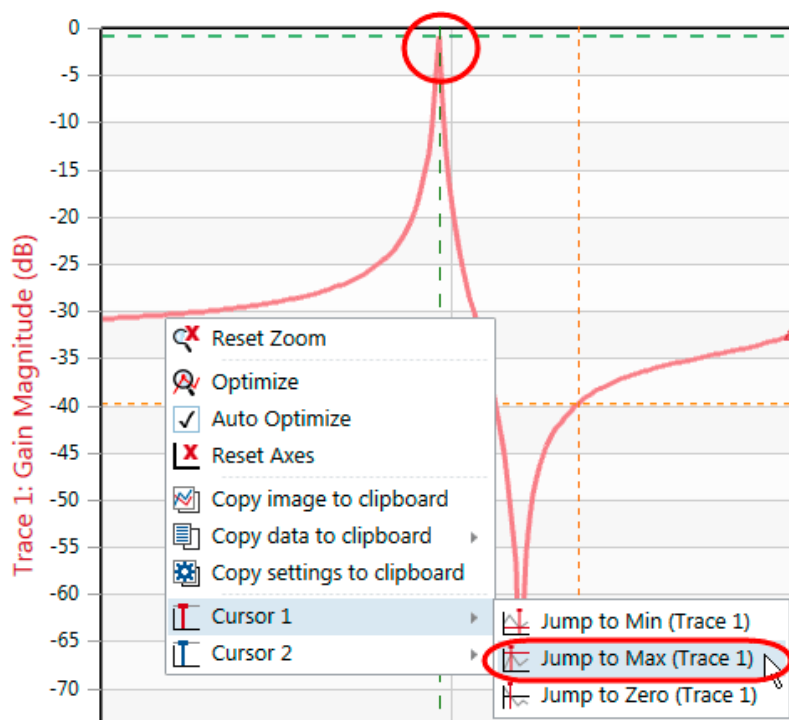 0
-5
-10
-15
-20
-25
-30
-35
-40
-45
-50
-55
-60
-65
-70
Trace 1: Gain Magnitude (dB)
Reset Zoom
Optimize
Auto Optimize
Reset Axes
Copy image to clipboard
Copy data to clipboard
Copy settings to clipboard
Cursor 1
Cursor 2
Jump to Min (Trace 1)
Jump to Max (Trace 1)
Jump to Zero (Trace 1)